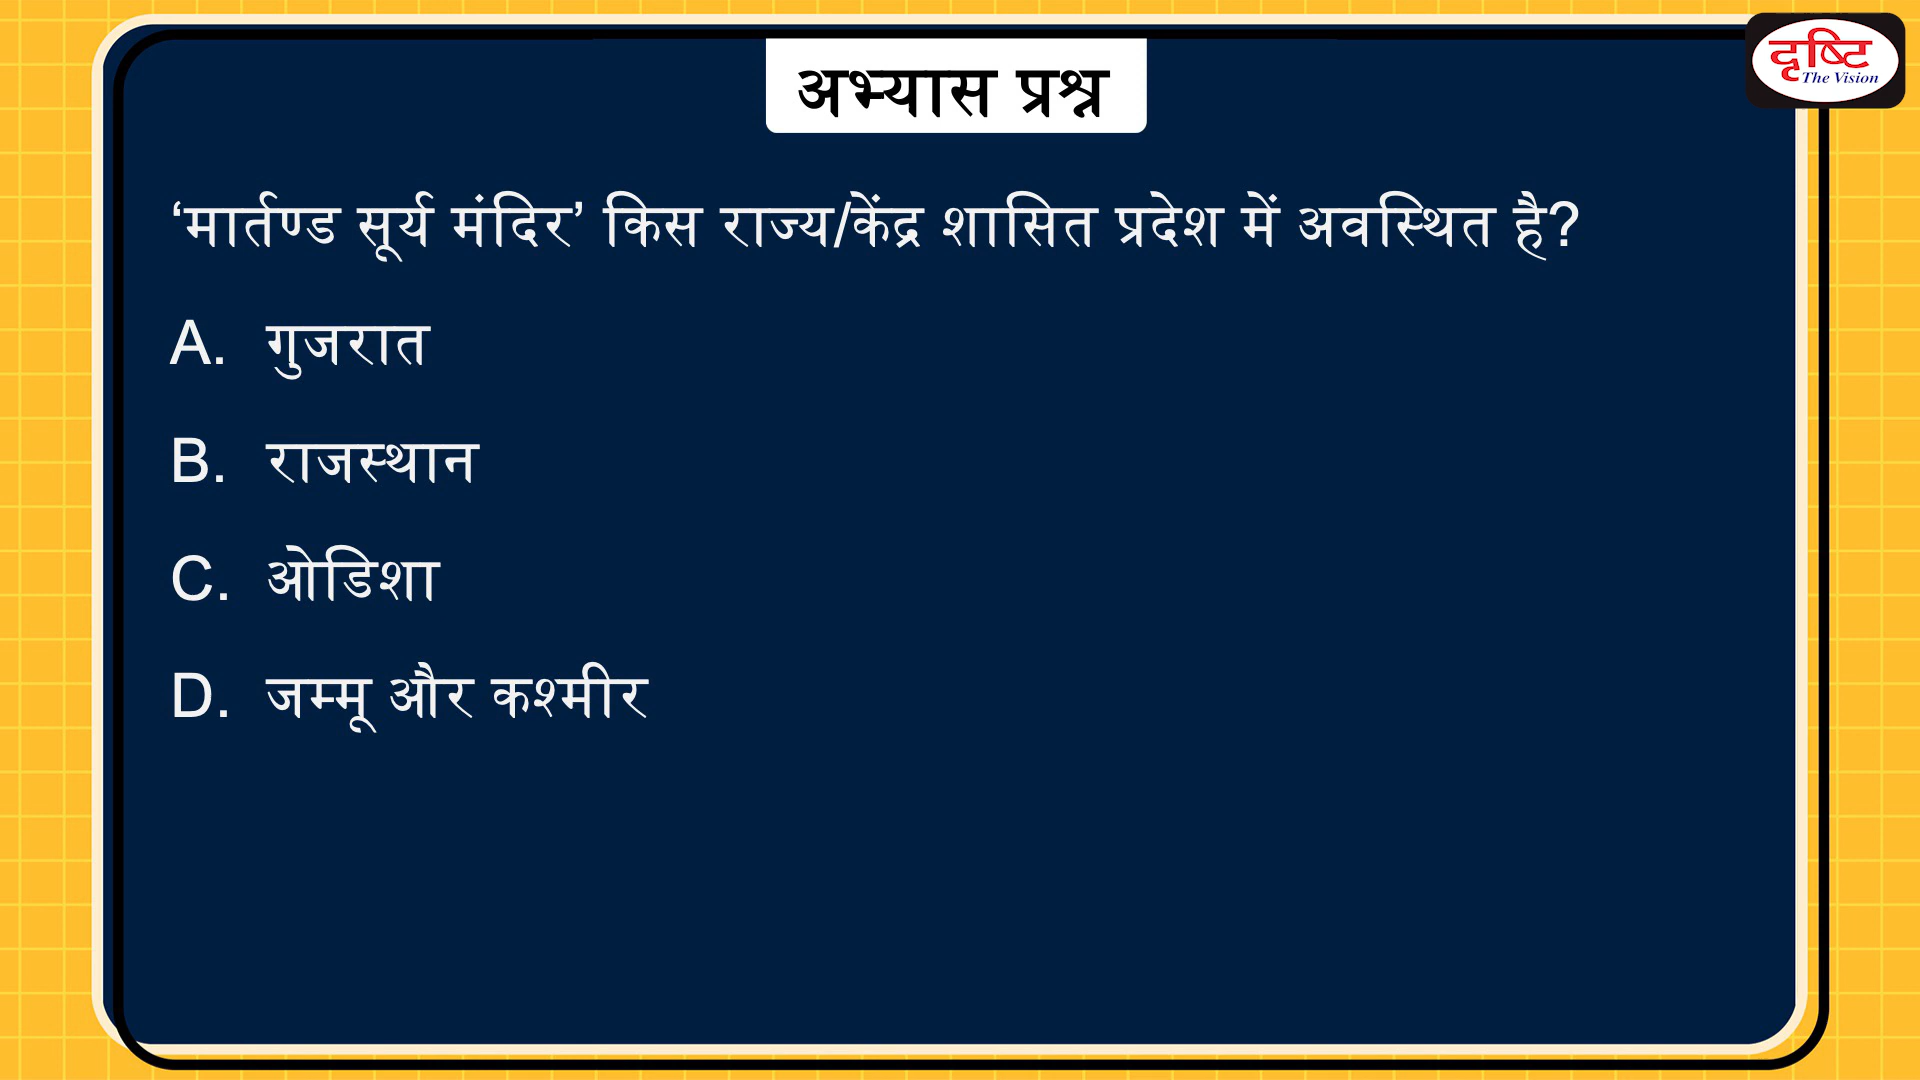 दृष्टि
The Vision
अभ्यास प्रश्न
‘मार्तण्ड सूर्य मंदिर’ किस राज्य/केंद्र शासित प्रदेश में अवस्थित है?
A. गुजरात
B. राजस्थान
C. ओडिशा
D. जम्मू और कश्मीर